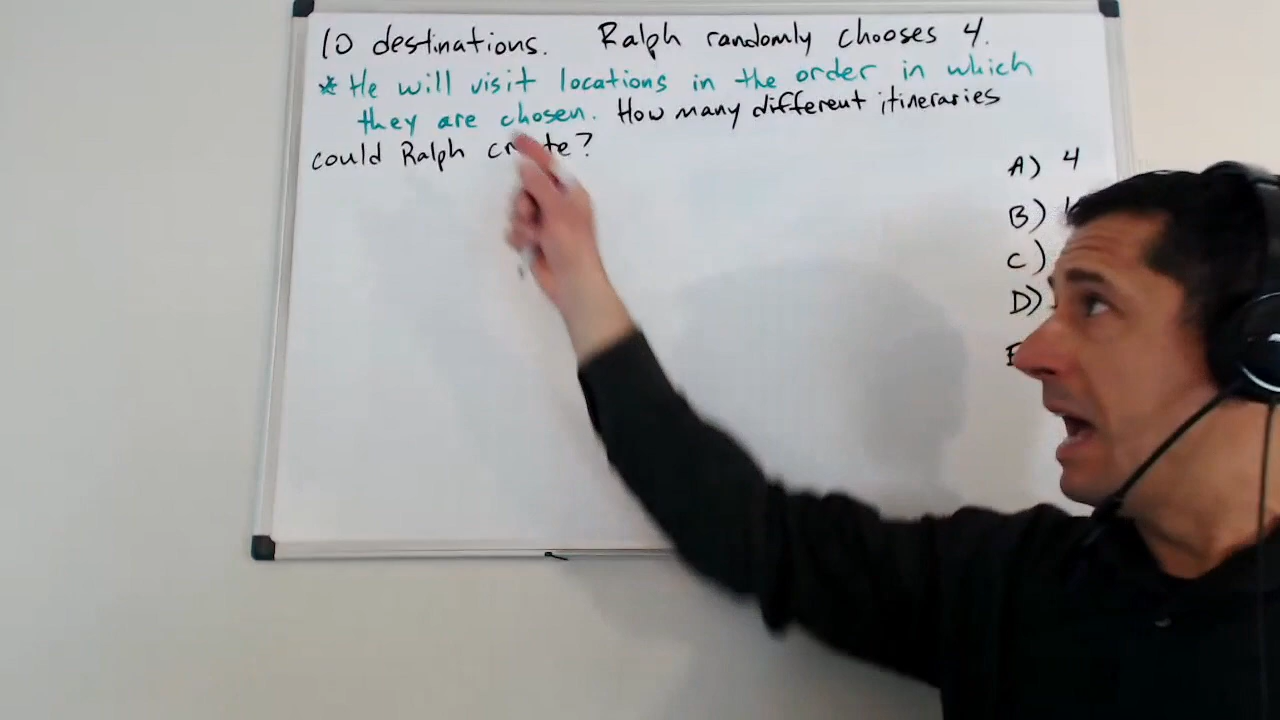 10 destinations. Ralph randomly chooses 4.
* He will visit locations in the order in which
they are chosen. How many different itineraries
could Ralph ?
A) 4
B)
C)
D)